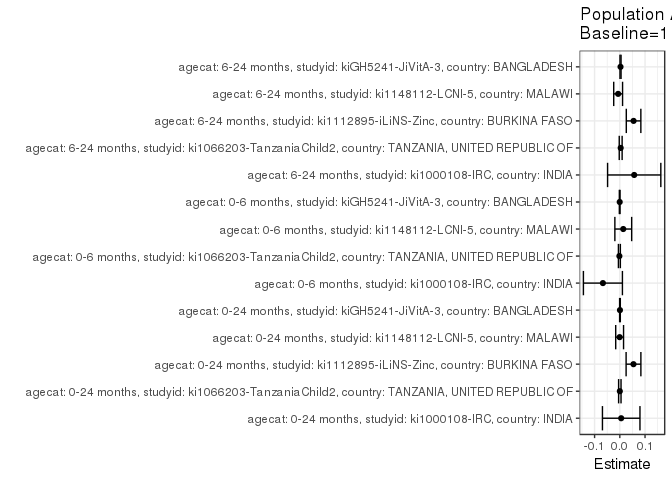 Population
Baseline=1
agecat: 6-24 months, studyid: kiGH5241-JiVitA-3, country: BANGLADESH
agecat: 6-24 months, studyid: ki1148112-LCNI-5, country: MALAWI
agecat: 6-24 months, studyid: ki1112895-iLiNS-Zinc, country: BURKINA FASO
agecat: 6-24 months, studyid: ki1066203-TanzaniaChild2, country: TANZANIA, UNITED REPUBLIC OF
agecat: 6-24 months, studyid: ki1000108-IRC, country: INDIA
agecat: 0-6 months, studyid: kiGH5241-JiVitA-3, country: BANGLADESH
agecat: 0-6 months, studyid: ki1148112-LCNI-5, country: MALAWI
agecat: 0-6 months, studyid: ki1066203-TanzaniaChild2, country: TANZANIA, UNITED REPUBLIC OF
agecat: 0-6 months, studyid: ki1000108-IRC, country: INDIA
agecat: 0-24 months, studyid: kiGH5241-JiVitA-3, country: BANGLADESH
agecat: 0-24 months, studyid: ki1148112-LCNI-5, country: MALAWI
agecat: 0-24 months, studyid: ki1112895-iLiNS-Zinc, country: BURKINA FASO
agecat: 0-24 months, studyid: ki1066203-TanzaniaChild2, country: TANZANIA, UNITED REPUBLIC OF
agecat: 0-24 months, studyid: ki1000108-IRC, country: INDIA
-0.1 0.0 0.1
Estimate